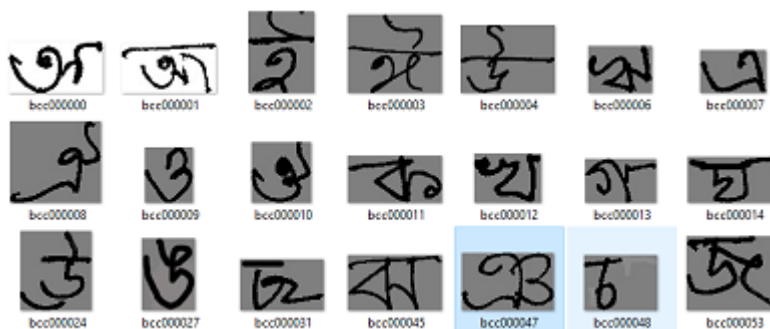 অ আ ই ঈ উ ঋ এ
bcc000000 bcc000001 bcc000002 bcc000003 bcc000004 bcc000006 bcc000007
ঐ ও ঔ ক খ গ ঘ
bcc000008 bcc000009 bcc000010 bcc000011 bcc000012 bcc000013 bcc000014
উ ঙ ঝ ঞ চ
bcc000024 bcc000027 bcc000031 bcc000045 bcc000047 bcc000048 bcc000053